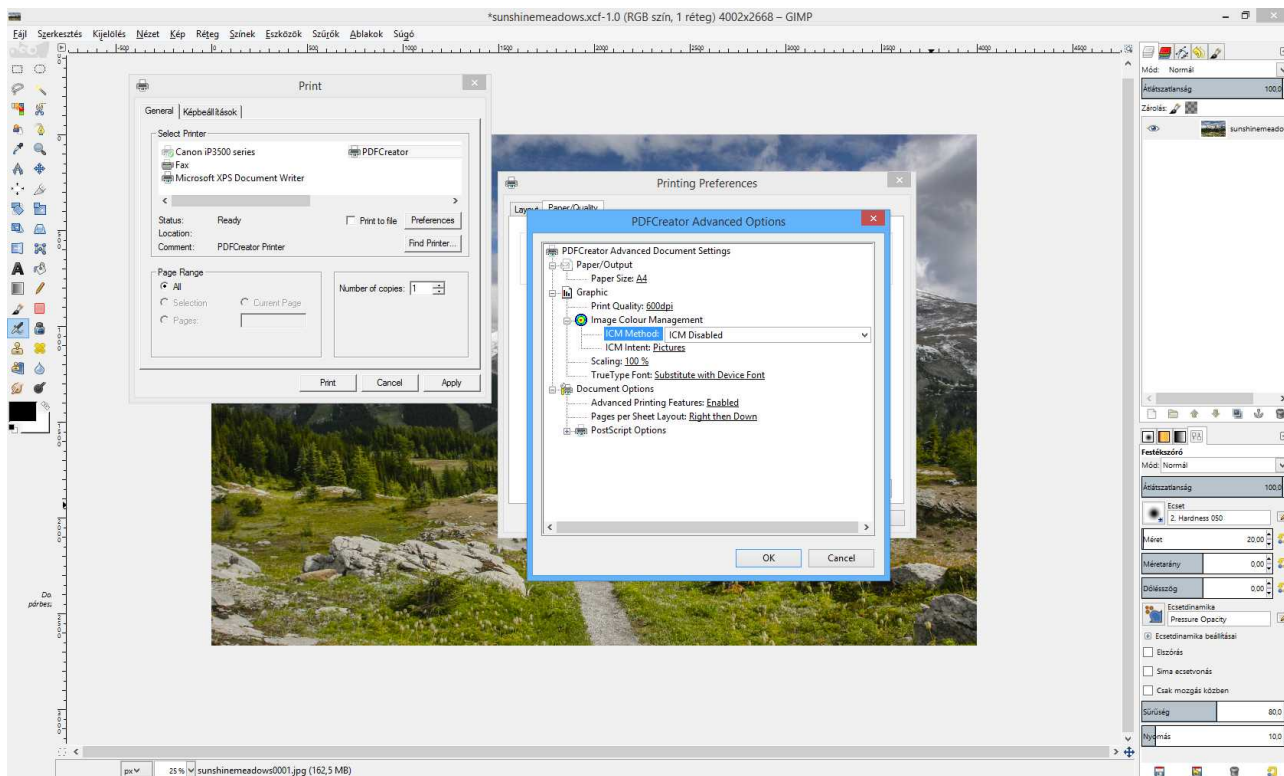 *sunshinemeadows.xcf-1.0 (RGB szín, 1 réteg) 4002x2668 – GIMP
Fájl Szerkesztés Kijelölés Nézet Kép Réteg Színek Eszközök Szűrők Ablakok Súgó
Print
General Képbeállítások
Select Printer
Canon iP3500 series PDFCreator
Fax
Microsoft XPS Document Writer
Status: Ready Print to file Preferences
Location:
Comment: PDFCreator Printer Find Printer...
Page Range
All
Selection Current Page
Pages:
Number of copies: 1
Print Cancel Apply
Printing Preferences
Paper/Quality
PDFCreator Advanced Options
PDFCreator Advanced Document Settings
Paper/Output
Paper Size: A4
Graphic
Print Quality: 600dpi
Image Colour Management
ICM Method: ICM Disabled
ICM Intent: Pictures
Scaling: 100 %
TrueType Font: Substitute with Device Font
Document Options
Advanced Printing Features: Enabled
Pages per Sheet Layout: Right then Down
PostScript Options
OK Cancel
Mód: Normál
Átlátszatlanság 100,0
Zárolás:
sunshinemeado
Festékszóró
Mód: Normál
Átlátszatlanság 100,0
Ecset
2. Hardness 050
Méret 20,00
Méretarány 0,00
Dőlésszög 0,00
Ecsetdinamika
Pressure Opacity
Ecsetdinamika beállításai
Elszórás
Sima ecsetvonás
Csak mozgás közben
Sűrűség 80,0
Nyomás 10,0
px 25 % sunshinemeadows0001.jpg (162,5 MB)